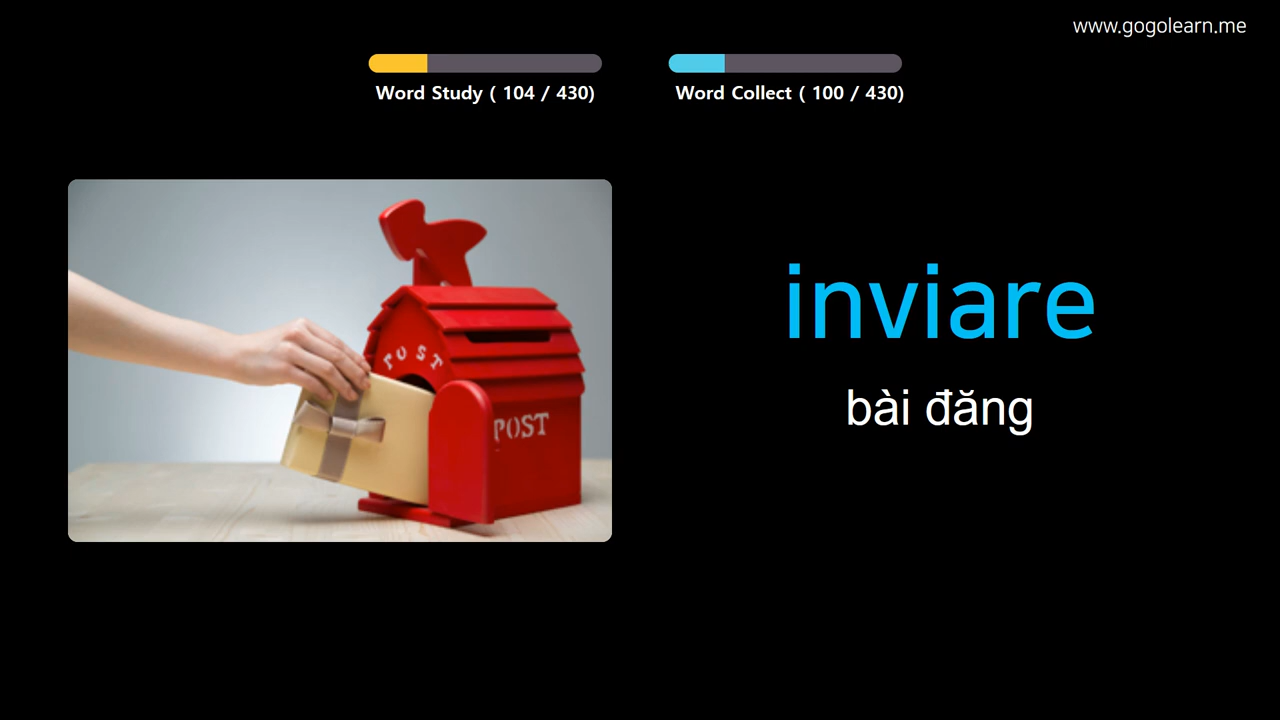 www.gogolearn.me
Word Study ( 104 / 430)
Word Collect ( 100 / 430)
POST
POST
inviare
bài đăng